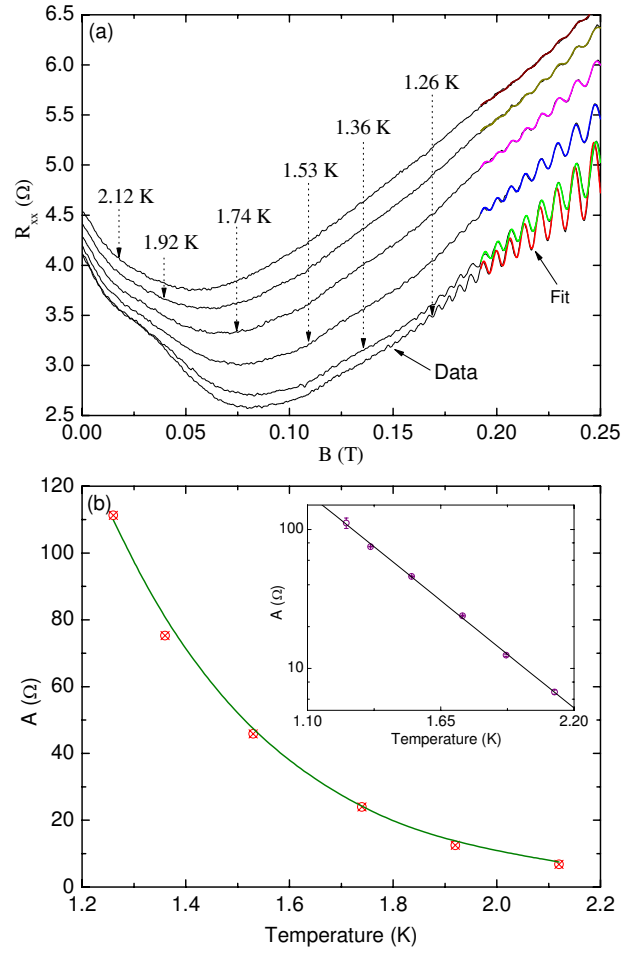 (a)
6.5
6.0
5.5
5.0
4.5
4.0
3.5
3.0
2.5
R_xx (Ω)
1.26 K
1.36 K
1.53 K
2.12 K
1.74 K
1.92 K
Fit
Data
0.00 0.05 0.10 0.15 0.20 0.25
B (T)
(b)
120
110
100
80
60
40
20
0
A (Ω)
100
10
A (Ω)
1.10 1.65 2.20
Temperature (K)
1.2 1.4 1.6 1.8 2.0 2.2
Temperature (K)